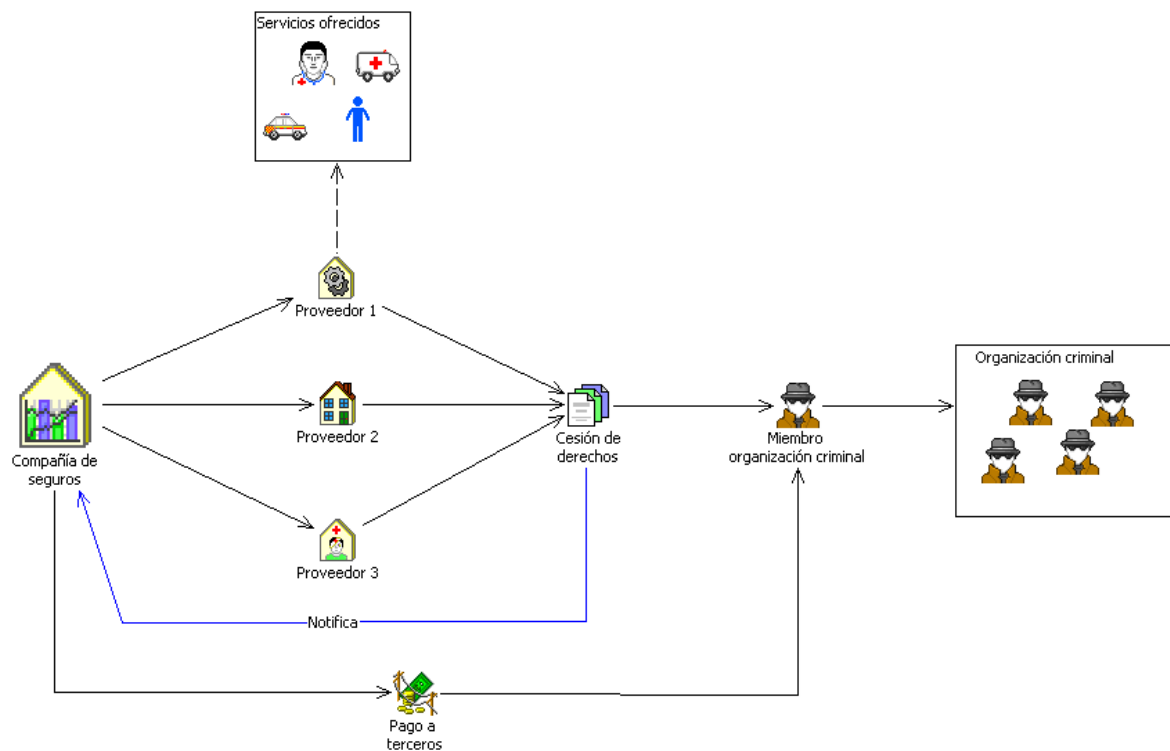 Servicios ofrecidos
Proveedor 1
Organización criminal
Proveedor 2
Cesión de
derechos
Miembro
organización criminal
Compañía de
seguros
Proveedor 3
Notifica
Pago a
terceros